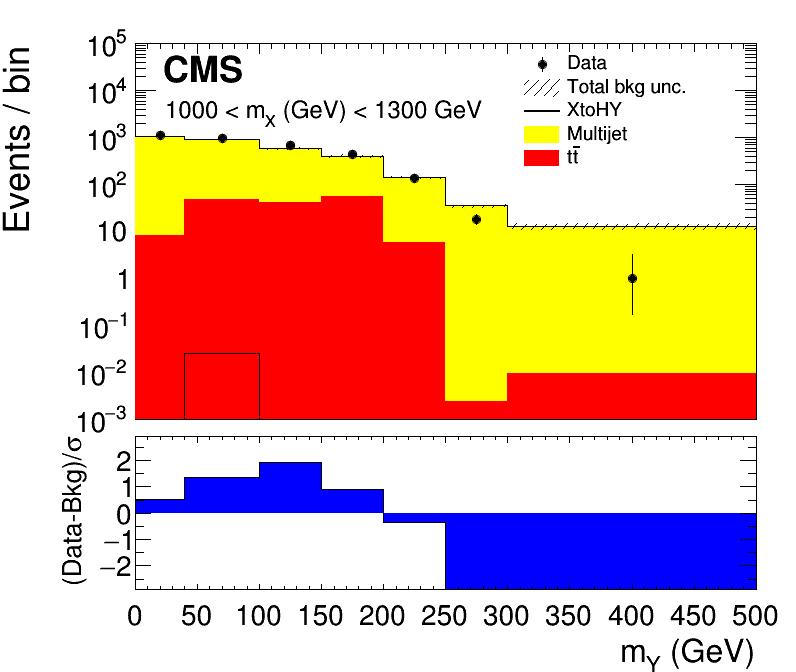 Events / bin
10⁵
10⁴
10³
10²
10
1
10⁻¹
10⁻²
10⁻³
CMS
1000 < mX (GeV) < 1300 GeV
Data
Total bkg unc.
XtoHY
Multijet
tt̄
(Data-Bkg)/σ
2
1
0
−1
−2
0 50 100 150 200 250 300 350 400 450 500
mY (GeV)